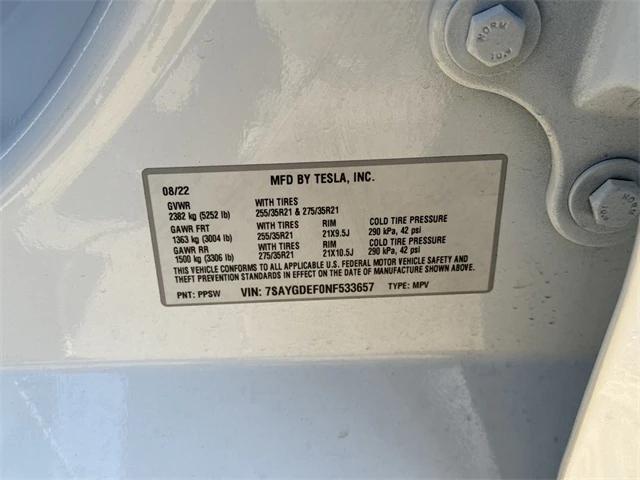 HORM
10.9
MFD BY TESLA, INC.
08/22
GVWR WITH TIRES
2382 kg (5252 lb) 255/35R21 & 275/35R21
GAWR FRT WITH TIRES RIM COLD TIRE PRESSURE
1363 kg (3004 lb) 255/35R21 21X9.5J 290 kPa, 42 psi
GAWR RR WITH TIRES RIM COLD TIRE PRESSURE
1500 kg (3306 lb) 275/35R21 21X10.5J 290 kPa, 42 psi
THIS VEHICLE CONFORMS TO ALL APPLICABLE U.S. FEDERAL MOTOR VEHICLE SAFETY AND
THEFT PREVENTION STANDARDS IN EFFECT ON THE DATE OF MANUFACTURE SHOWN ABOVE.
PNT: PPSW VIN: 7SAYGDEF0NF533657 TYPE: MPV